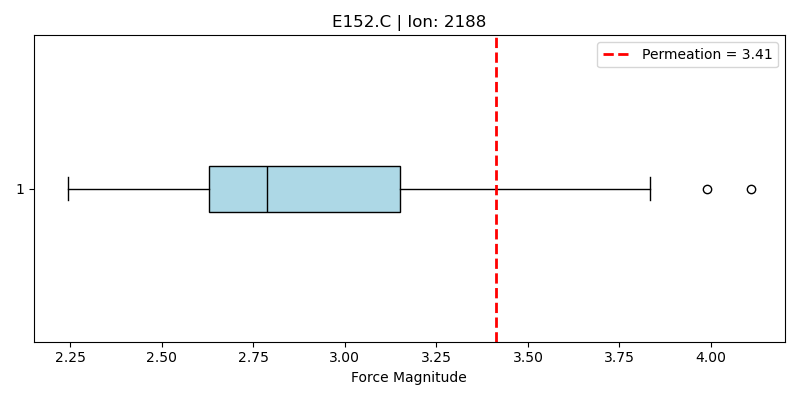 E152.C | Ion: 2188
Permeation = 3.41
1
2.25 2.50 2.75 3.00 3.25 3.50 3.75 4.00
Force Magnitude